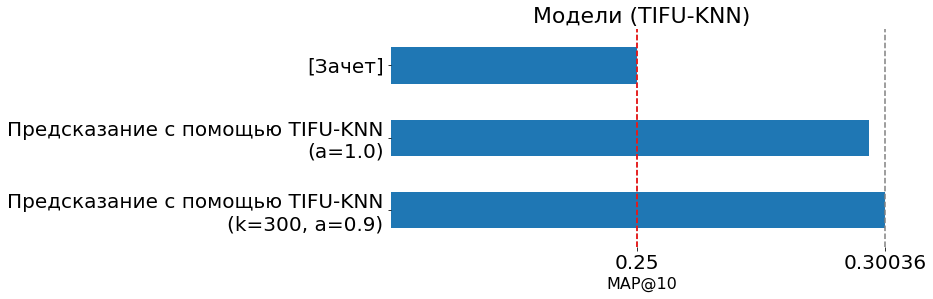 Модели (TIFU-KNN)
[Зачет]
Предсказание с помощью TIFU-KNN
(a=1.0)
Предсказание с помощью TIFU-KNN
(k=300, a=0.9)
0.25
0.30036
MAP@10